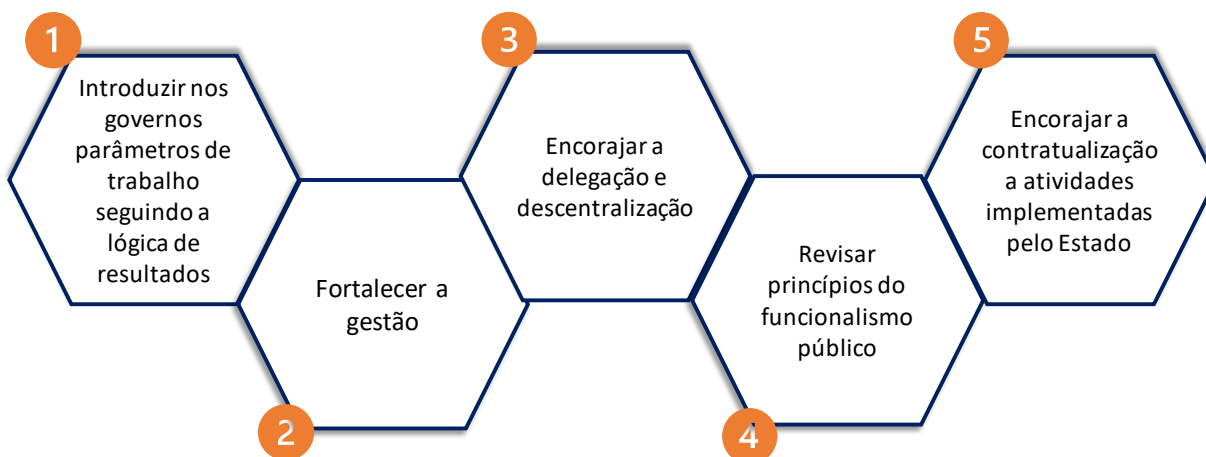 1
Introduzir nos
governos
parâmetros de
trabalho
seguindo a
lógica de
resultados
2
Fortalecer a
gestão
3
Encorajar a
delegação e
descentralização
4
Revisar
princípios do
funcionalismo
público
5
Encorajar a
contratualização
a atividades
implementadas
pelo Estado